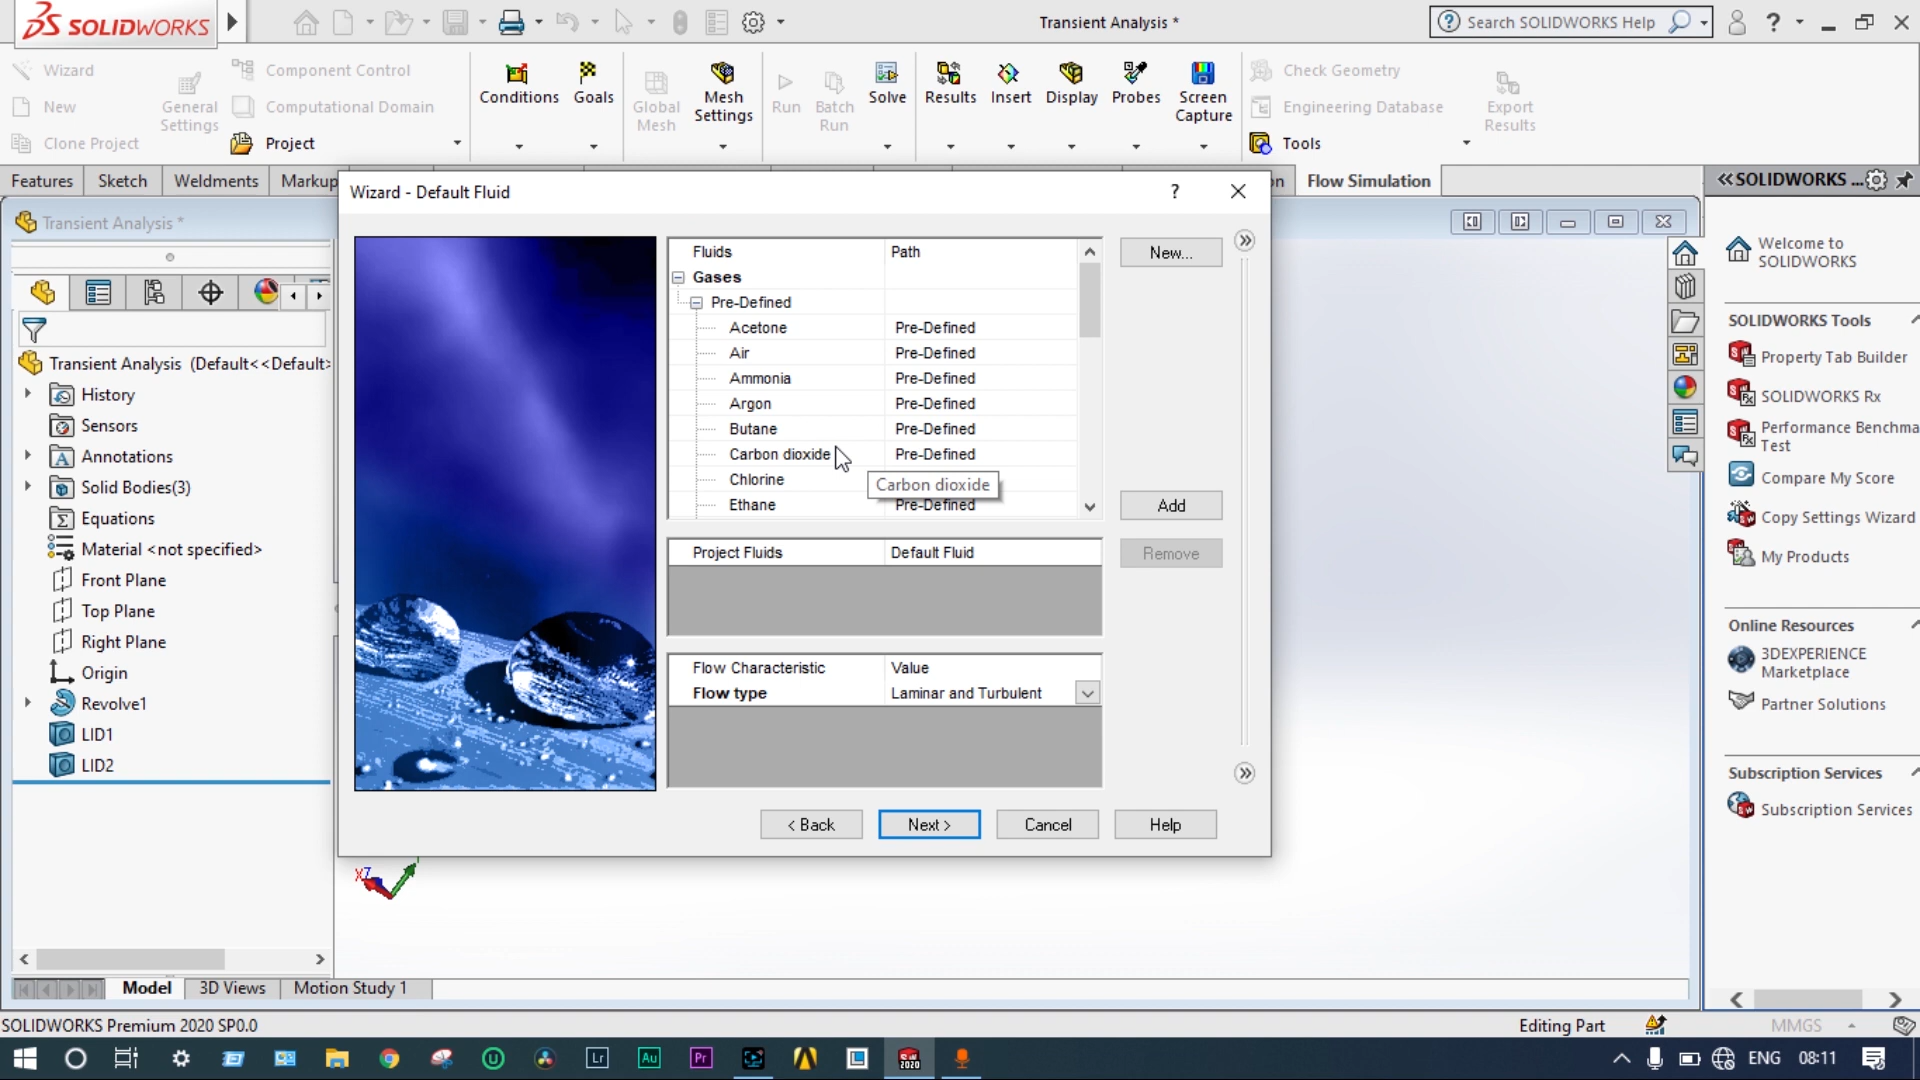 SOLIDWORKS
Transient Analysis *
Search SOLIDWORKS Help
?
Wizard
New
Clone Project
General Settings
Component Control
Computational Domain
Project
Conditions
Goals
Global Mesh
Mesh Settings
Run
Batch Run
Solve
Results
Insert
Display
Probes
Screen Capture
Check Geometry
Engineering Database
Tools
Export Results
Features
Sketch
Weldments
Markup
on
Flow Simulation
SOLIDWORKS ...
Transient Analysis *
Transient Analysis (Default<<Default>
History
Sensors
Annotations
Solid Bodies(3)
Equations
Material <not specified>
Front Plane
Top Plane
Right Plane
Origin
Revolve1
LID1
LID2
Wizard - Default Fluid
?
Fluids Path
Gases
Pre-Defined
Acetone Pre-Defined
Air Pre-Defined
Ammonia Pre-Defined
Argon Pre-Defined
Butane Pre-Defined
Carbon dioxide Pre-Defined
Chlorine
Carbon dioxide
Ethane Pre-Defined
New...
Add
Remove
Project Fluids Default Fluid
Flow Characteristic Value
Flow type Laminar and Turbulent
< Back
Next >
Cancel
Help
Welcome to
SOLIDWORKS
SOLIDWORKS Tools
Property Tab Builder
SOLIDWORKS Rx
Performance Benchma
Test
Compare My Score
Copy Settings Wizard
My Products
Online Resources
3DEXPERIENCE
Marketplace
Partner Solutions
Subscription Services
Subscription Services
Model
3D Views
Motion Study 1
SOLIDWORKS Premium 2020 SP0.0
Editing Part
MMGS
Lr
Au
Pr
SW
2020
ENG
08:11